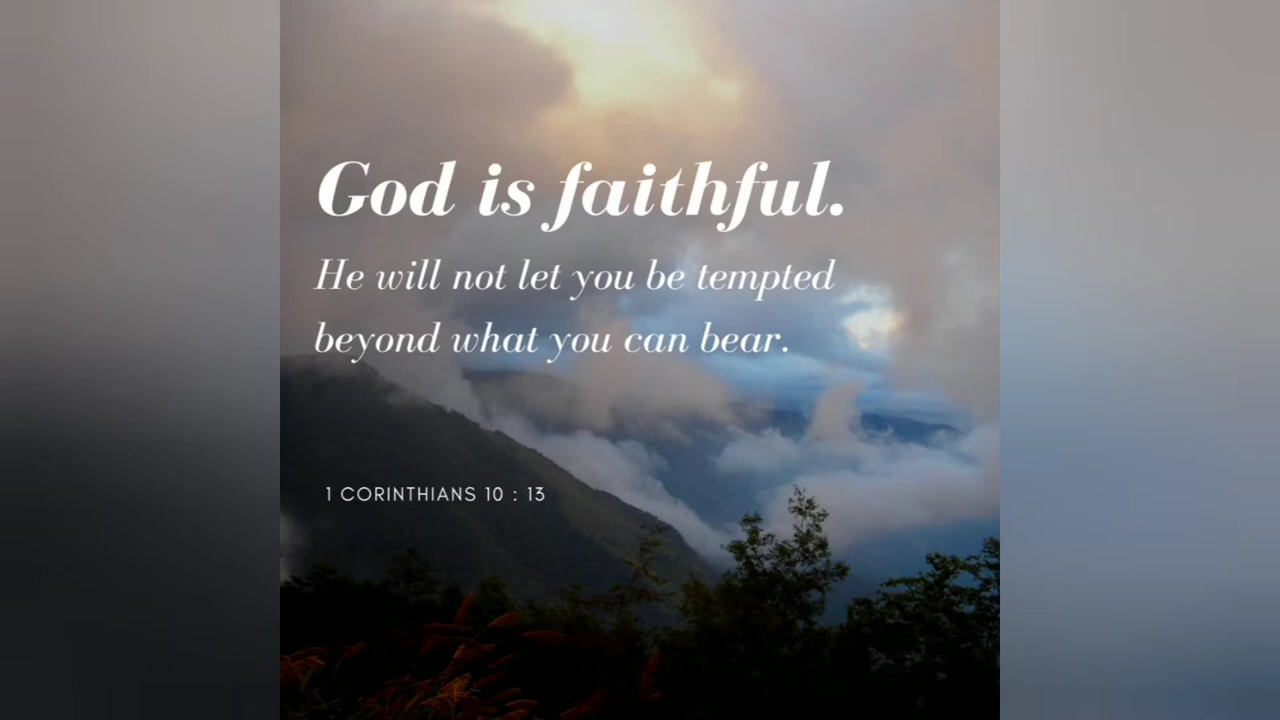 God is faithful.
He will not let you be tempted
beyond what you can bear.
1 CORINTHIANS 10 : 13